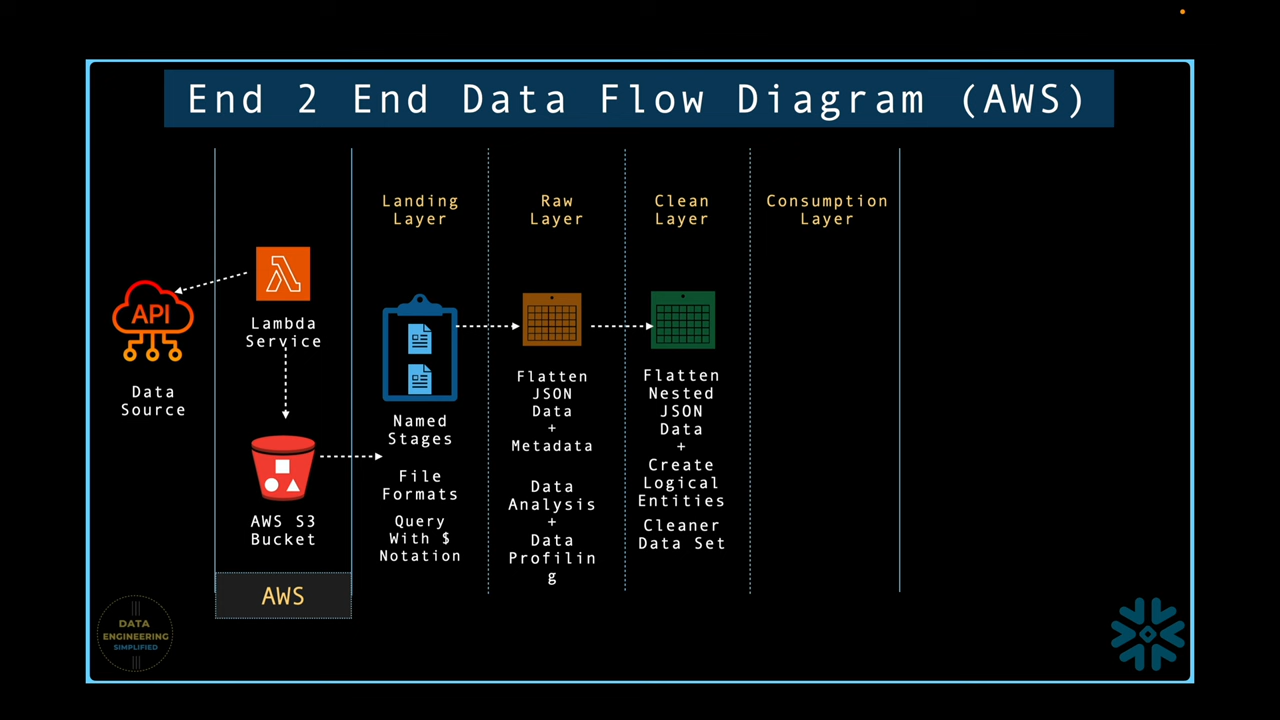 End 2 End Data Flow Diagram (AWS)
Landing
Layer
Raw
Layer
Clean
Layer
Consumption
Layer
API
Data
Source
Lambda
Service
AWS S3
Bucket
AWS
Named
Stages
File
Formats
Query
With $
Notation
Flatten
JSON
Data
+
Metadata
Data
Analysis
+
Data
Profilin
g
Flatten
Nested
JSON
Data
+
Create
Logical
Entities
Cleaner
Data Set
DATA
ENGINEERING
SIMPLIFIED